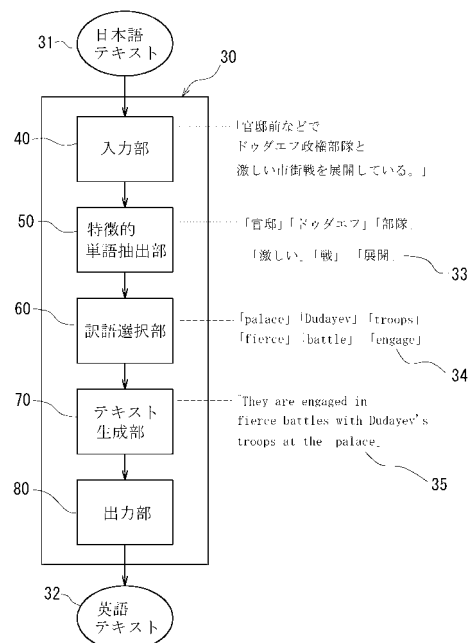 31
日本語
テキスト
30
40
入力部
「官邸前などで
ドゥダエフ政権部隊と
激しい市街戦を展開している。」
50
特徴的
単語抽出部
「官邸」「ドゥダエフ」「部隊」
「激しい」「戦」「展開」
33
60
訳語選択部
「palace」「Dudayev」「troops」
「fierce」「battle」「engage」
34
70
テキスト
生成部
「They are engaged in
fierce battles with Dudayev's
troops at the palace」
35
80
出力部
32
英語
テキスト